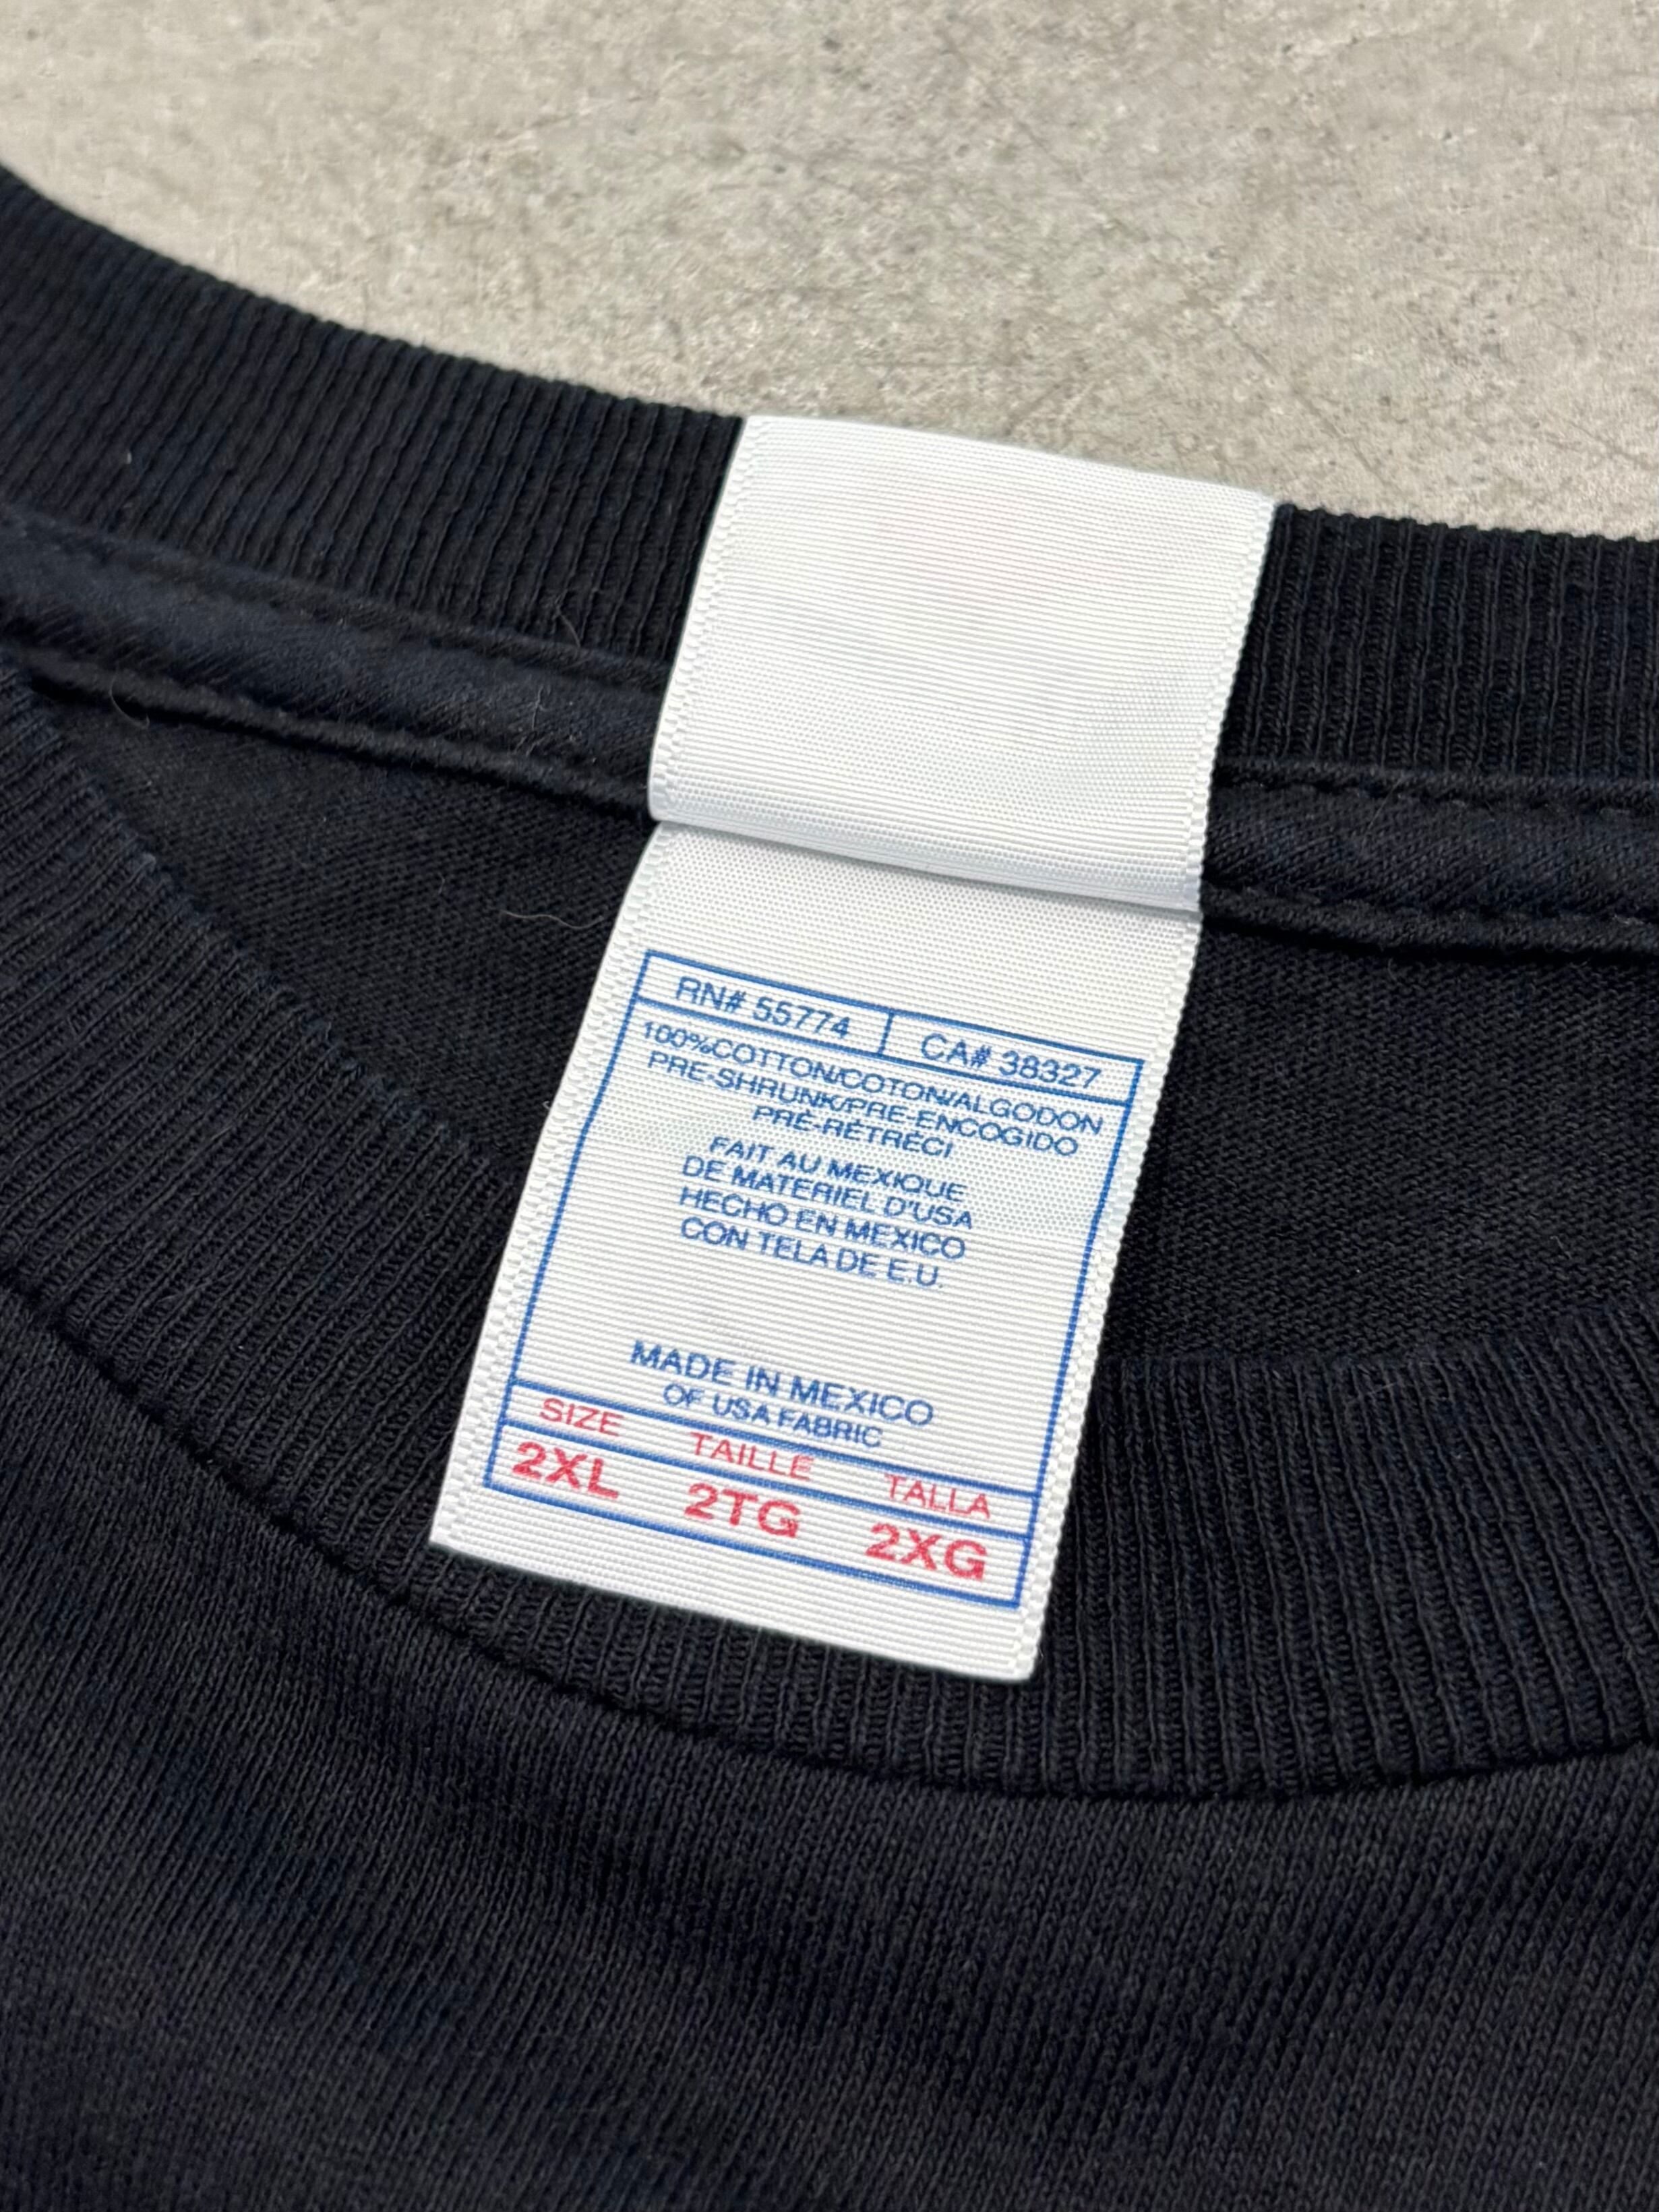 RN# 55774 CA# 38327
100%COTTON/COTON/ALGODON
PRE-SHRUNK/PRE-ENCOGIDO
PRÉ-RÉTRÉCI
FAIT AU MEXIQUE
DE MATERIEL D'USA
HECHO EN MEXICO
CON TELA DE E.U.
MADE IN MEXICO
OF USA FABRIC
SIZE TAILLE TALLA
2XL 2TG 2XG